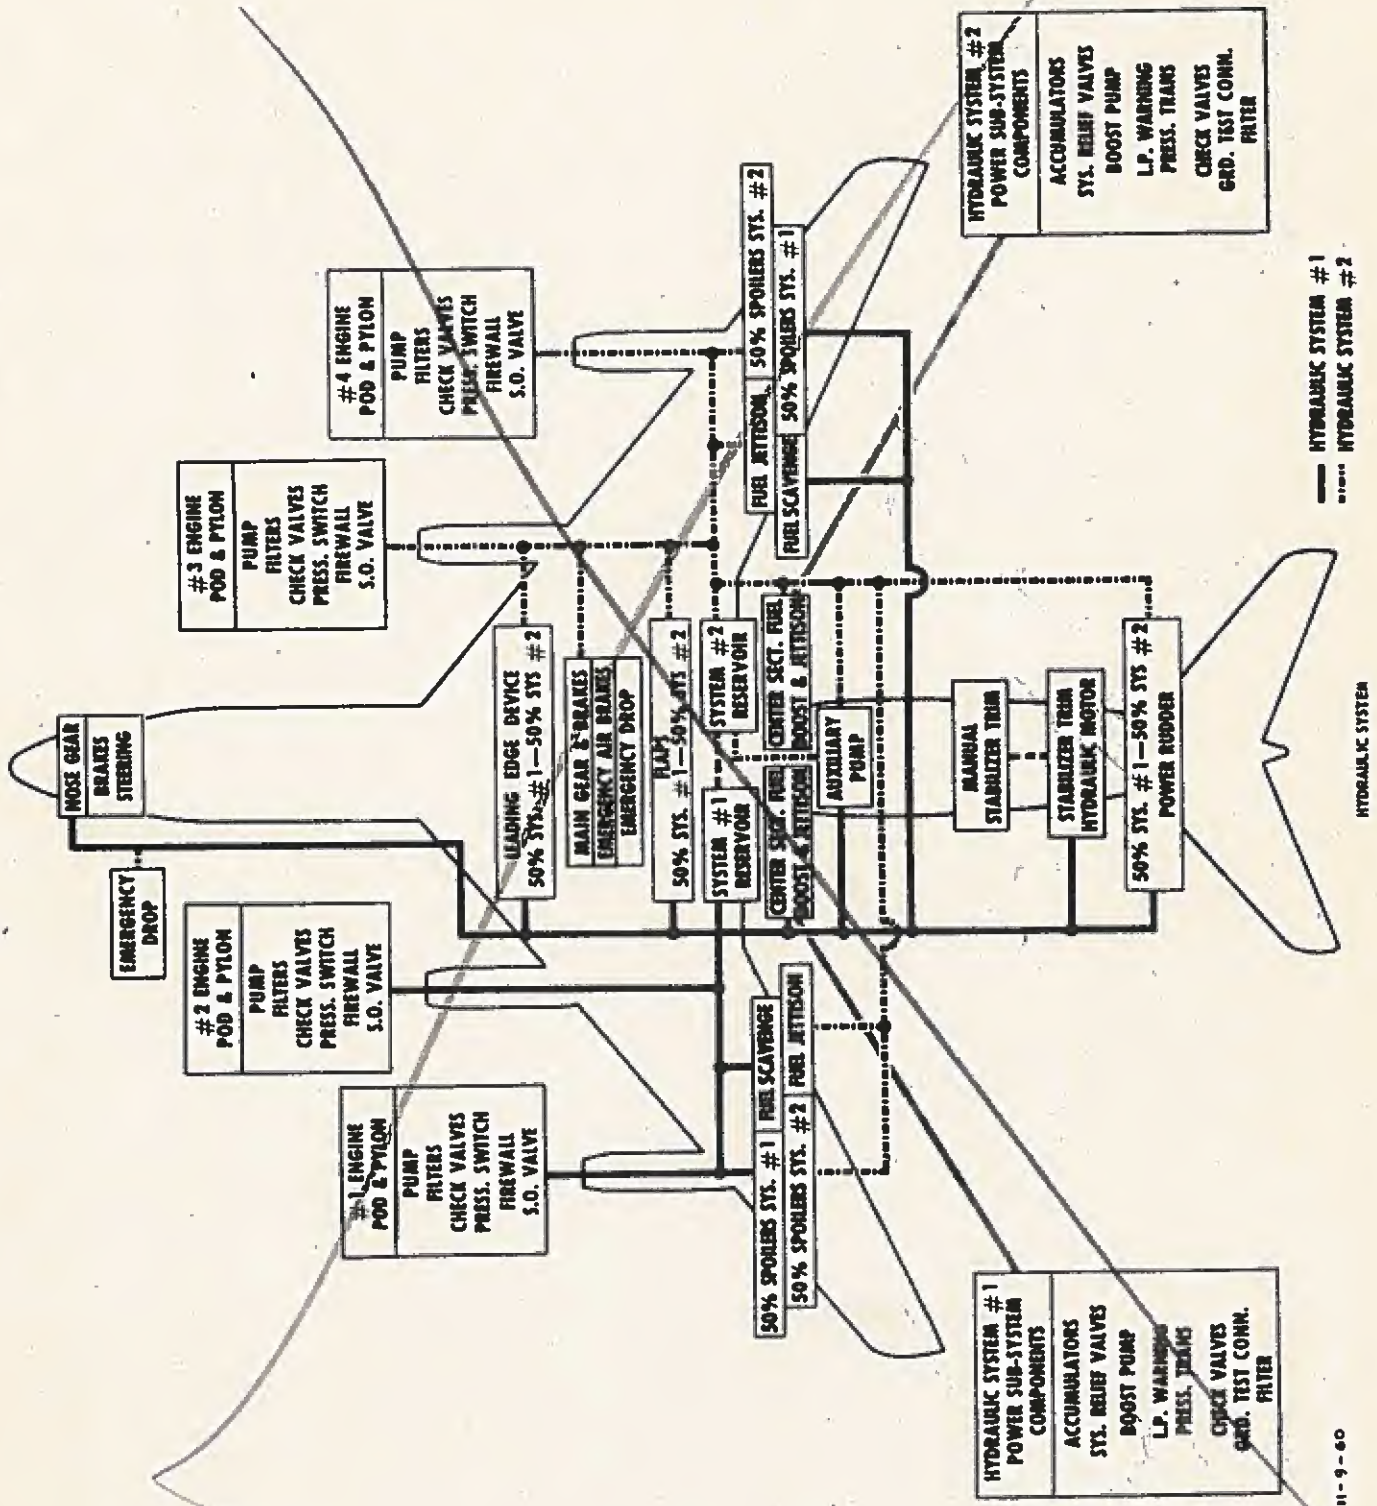 NOSE GEAR
BRAKES
STEERING
EMERGENCY
DROP
#1 ENGINE
POD & PYLON
PUMP
FILTERS
CHECK VALVES
PRESS. SWITCH
FIREWALL
S.O. VALVE
#2 ENGINE
POD & PYLON
PUMP
FILTERS
CHECK VALVES
PRESS. SWITCH
FIREWALL
S.O. VALVE
#3 ENGINE
POD & PYLON
PUMP
FILTERS
CHECK VALVES
PRESS. SWITCH
FIREWALL
S.O. VALVE
#4 ENGINE
POD & PYLON
PUMP
FILTERS
CHECK VALVES
PRESS. SWITCH
FIREWALL
S.O. VALVE
LEADING EDGE DEVICE
50% SYS. #1—50% SYS #2
MAIN GEAR & BRAKES
EMERGENCY AIR BRAKES
EMERGENCY DROP
FLAPS
50% SYS. #1—50% SYS #2
SYSTEM #1
RESERVOIR
SYSTEM #2
RESERVOIR
CENTER SECT. FUEL
BOOST & JETTISON
CENTER SECT. FUEL
BOOST & JETTISON
AUXILIARY
PUMP
50% SPOILERS SYS. #1
FUEL SCAVENGE
50% SPOILERS SYS. #2
FUEL JETTISON
FUEL JETTISON
50% SPOILERS SYS. #2
FUEL SCAVENGE
50% SPOILERS SYS. #1
MANUAL
STABILIZER TRIM
STABILIZER TRIM
HYDRAULIC MOTOR
50% SYS. #1—50% SYS #2
POWER RUDDER
HYDRAULIC SYSTEM #1
POWER SUB-SYSTEM
COMPONENTS
ACCUMULATORS
SYS. RELIEF VALVES
BOOST PUMP
L.P. WARNING
PRESS. TRANS
CHECK VALVES
GRD. TEST CONN.
FILTER
HYDRAULIC SYSTEM #2
POWER SUB-SYSTEM
COMPONENTS
ACCUMULATORS
SYS. RELIEF VALVES
BOOST PUMP
L.P. WARNING
PRESS. TRANS
CHECK VALVES
GRD. TEST CONN.
FILTER
HYDRAULIC SYSTEM #1
HYDRAULIC SYSTEM #2
HYDRAULIC SYSTEM
11-9-60